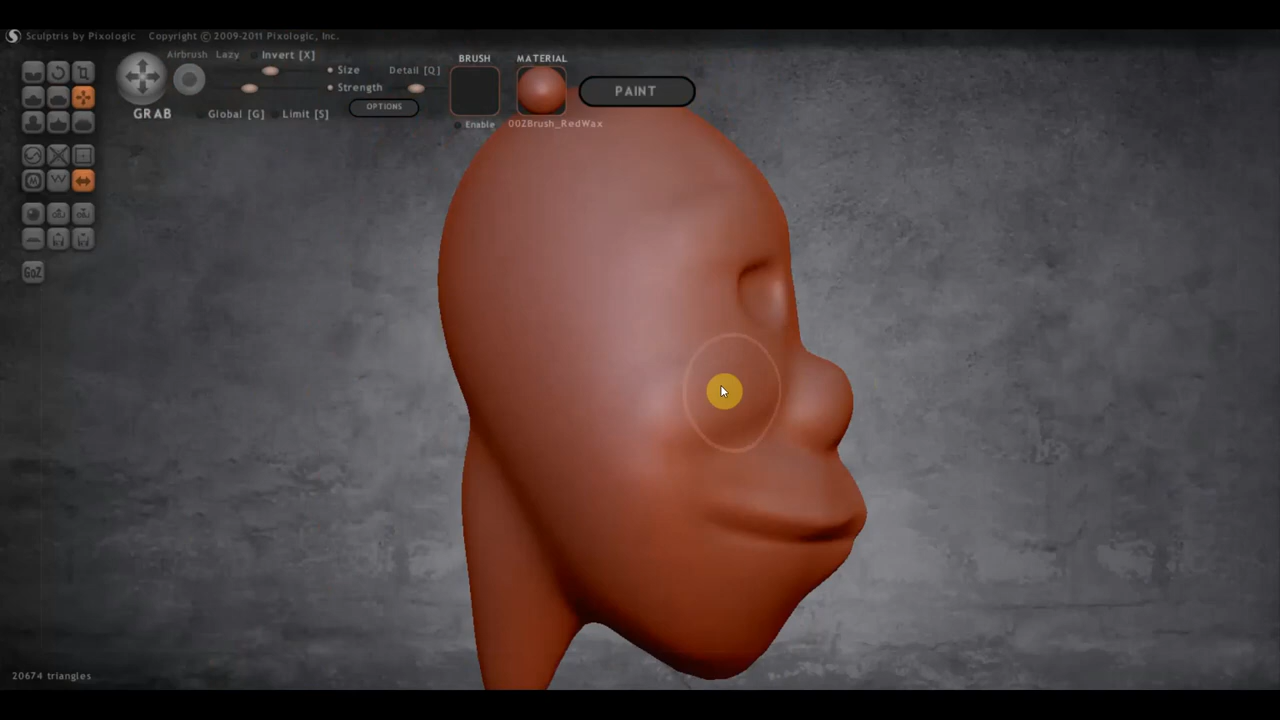 Sculptris by Pixologic Copyright © 2009-2011 Pixologic, Inc.
Airbrush Lazy Invert [X]
Size Detail [Q]
Strength
OPTIONS
GRAB
Global [G] Limit [S]
BRUSH
Enable
MATERIAL
00ZBrush_RedWax
PAINT
GoZ
20674 triangles